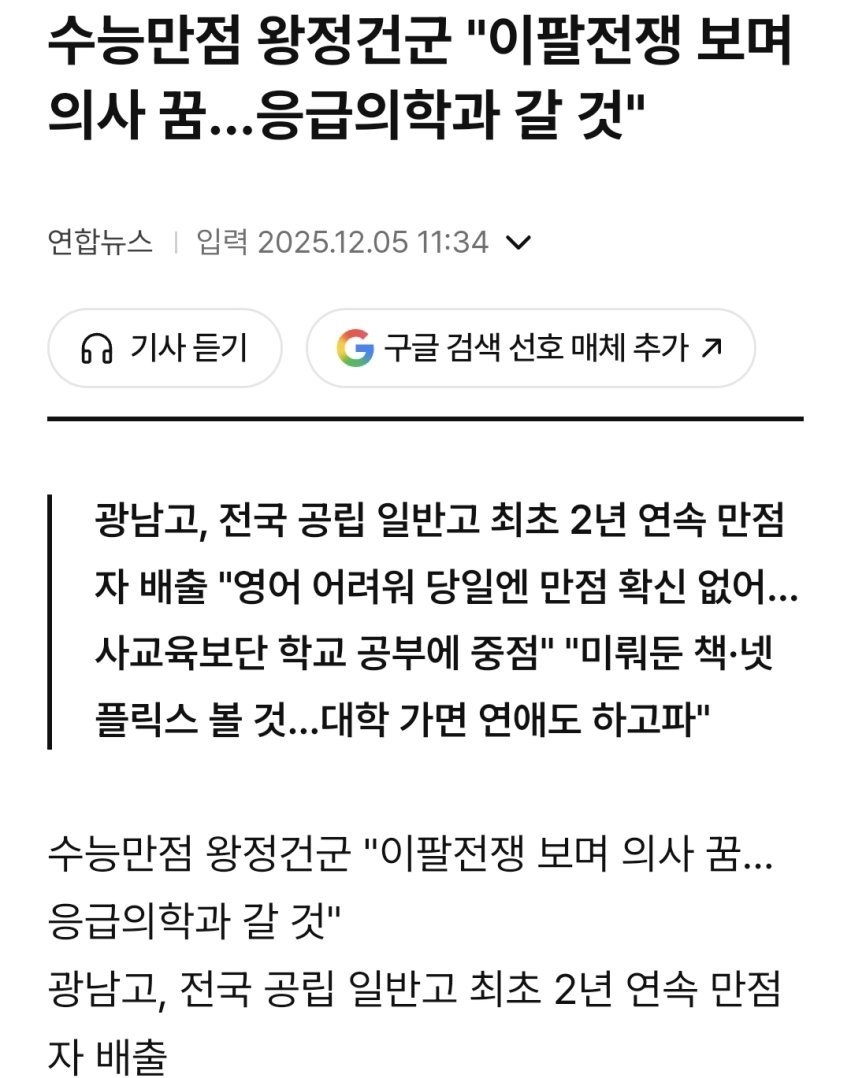 수능만점 왕정건군 "이팔전쟁 보며
의사 꿈...응급의학과 갈 것"
연합뉴스 | 입력 2025.12.05 11:34
기사 듣기
구글 검색 선호 매체 추가
광남고, 전국 공립 일반고 최초 2년 연속 만점
자 배출 "영어 어려워 당일엔 만점 확신 없어...
사교육보단 학교 공부에 중점" "미뤄둔 책·넷
플릭스 볼 것...대학 가면 연애도 하고파"
수능만점 왕정건군 "이팔전쟁 보며 의사 꿈...
응급의학과 갈 것"
광남고, 전국 공립 일반고 최초 2년 연속 만점
자 배출